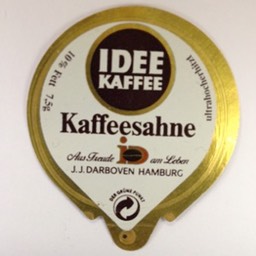 IDEE
KAFFEE
10% Fett 7,5g
ultrahocherhitzt
Kaffeesahne
Aus Freude am Leben
J.J. DARBOVEN HAMBURG
DER GRÜNE PUNKT